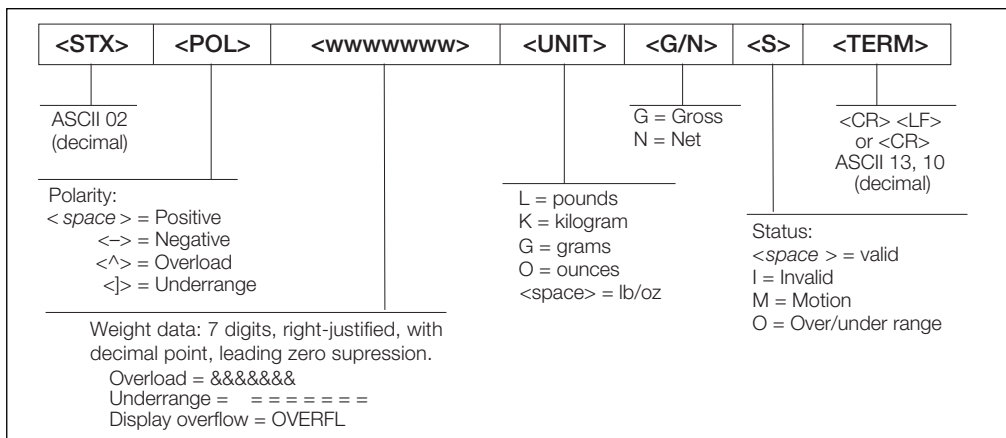 <STX> <POL> <wwwwwww> <UNIT> <G/N> <S> <TERM>
ASCII 02
(decimal)
G = Gross
N = Net
<CR> <LF>
or <CR>
ASCII 13, 10
(decimal)
Polarity:
< space > = Positive
<–> = Negative
<^> = Overload
<]> = Underrange
L = pounds
K = kilogram
G = grams
O = ounces
<space> = lb/oz
Status:
<space > = valid
I = Invalid
M = Motion
O = Over/under range
Weight data: 7 digits, right-justified, with
decimal point, leading zero supression.
Overload = &&&&&&&
Underrange = = = = = = = =
Display overflow = OVERFL